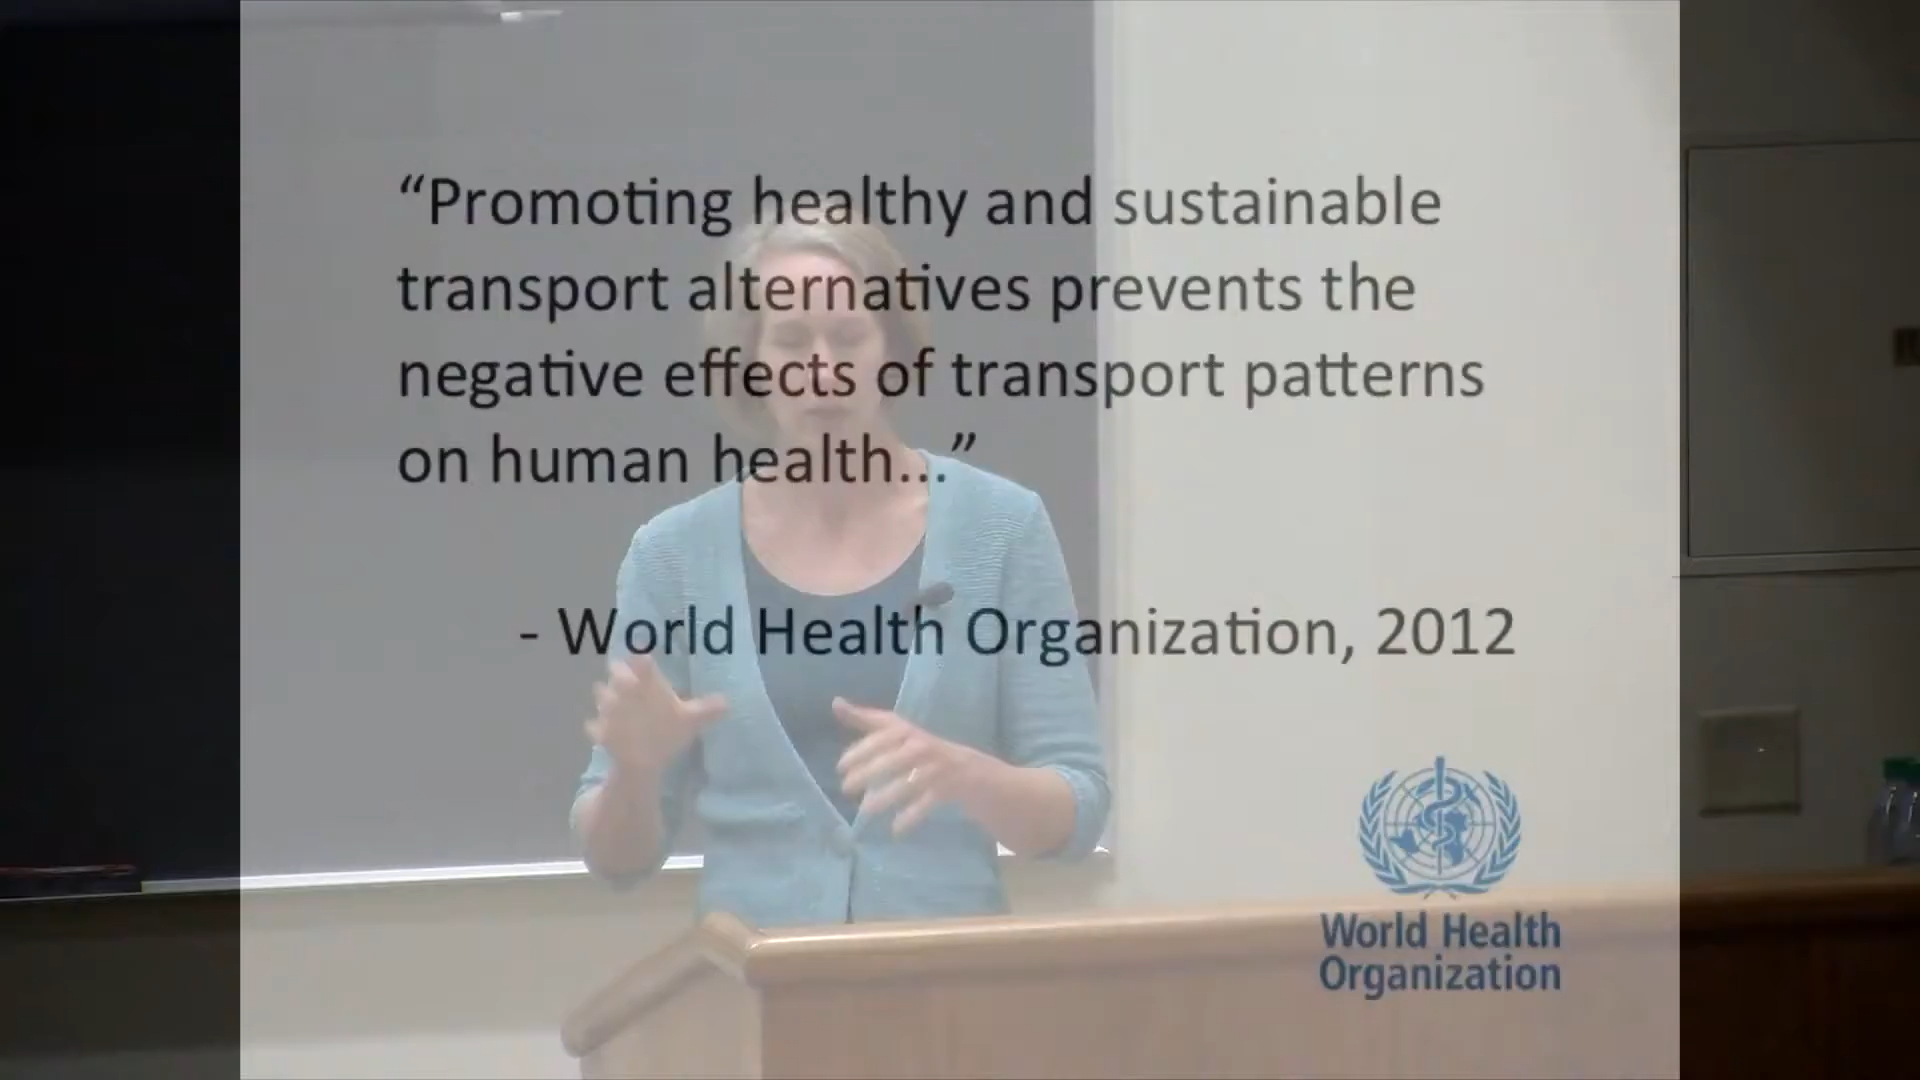 “Promoting healthy and sustainable
transport alternatives prevents the
negative effects of transport patterns
on human health...”
- World Health Organization, 2012
World Health
Organization